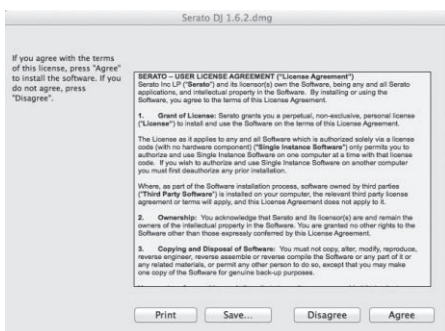 Serato DJ 1.6.2.dmg
If you agree with the terms
of this license, press "Agree"
to install the software. If you
do not agree, press
"Disagree".
SERATO – USER LICENSE AGREEMENT ("License Agreement")
Serato Inc LP ("Serato") and its licensor(s) own the Software, being any and all Serato
applications, and intellectual property in the Software. By installing or using the
Software, you agree to the terms of this License Agreement.
1. Grant of License: Serato grants you a perpetual, non-exclusive, personal license
("License") to install and use the Software on the terms of this License Agreement.
The License as it applies to any and all Software which is authorized solely via a license
code (with no hardware component) ("Single Instance Software") only permits you to
authorize and use Single Instance Software on one computer at a time with that license
code. If you wish to authorize and use Single Instance Software on another computer
you must first deauthorize any prior installation.
Where, as part of the Software installation process, software owned by third parties
("Third Party Software") is installed on your computer, the relevant third party license
agreement or terms will apply, and this License Agreement does not apply to it.
2. Ownership: You acknowledge that Serato and its licensor(s) are and remain the
owners of the intellectual property in the Software. You are granted no other rights to the
Software other than those expressly conferred by this License Agreement.
3. Copying and Disposal of Software: You must not copy, alter, modify, reproduce,
reverse engineer, reverse assemble or reverse compile the Software or any part of it or
any related materials, or permit any other person to do so, except that you may make
one copy of the Software for genuine back-up purposes.
Print Save... Disagree Agree